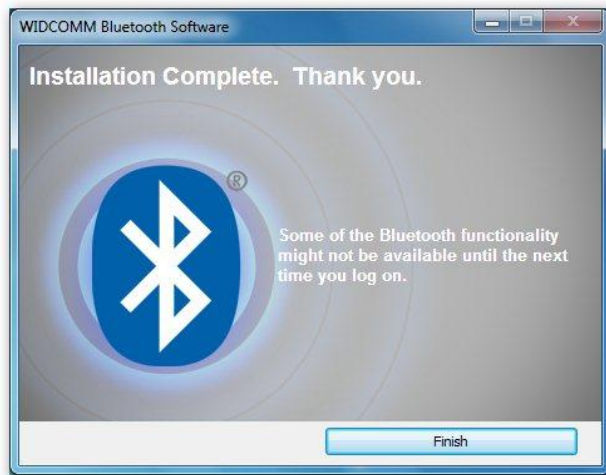 WIDCOMM Bluetooth Software
Installation Complete. Thank you.
®
Some of the Bluetooth functionality
might not be available until the next
time you log on.
Finish